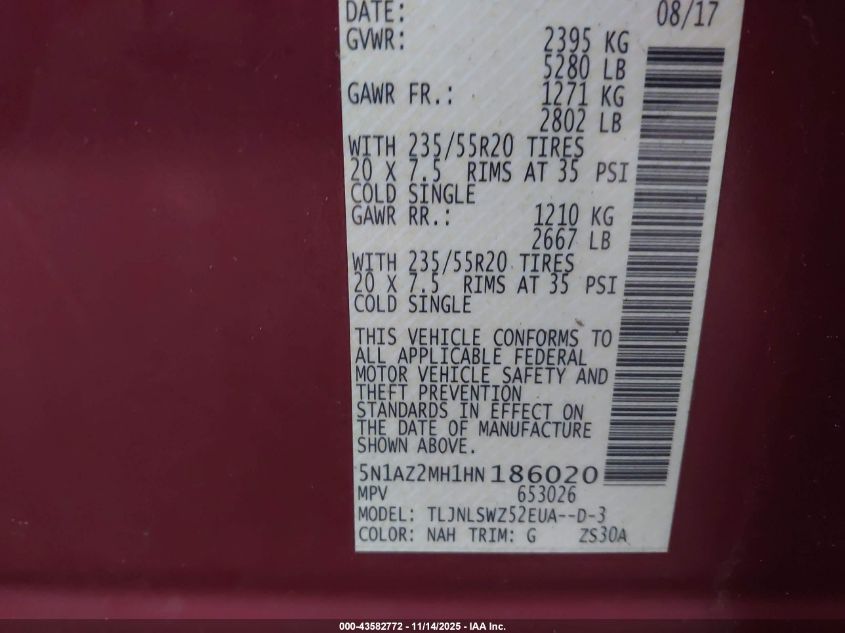 DATE: 08/17
GVWR: 2395 KG
5280 LB
GAWR FR.: 1271 KG
2802 LB
WITH 235/55R20 TIRES
20 X 7.5 RIMS AT 35 PSI
COLD SINGLE
GAWR RR.: 1210 KG
2667 LB
WITH 235/55R20 TIRES
20 X 7.5 RIMS AT 35 PSI
COLD SINGLE
THIS VEHICLE CONFORMS TO
ALL APPLICABLE FEDERAL
MOTOR VEHICLE SAFETY AND
THEFT PREVENTION
STANDARDS IN EFFECT ON
THE DATE OF MANUFACTURE
SHOWN ABOVE.
5N1AZ2MH1HN186020
MPV 653026
MODEL: TLJNLSWZ52EUA--D-3
COLOR: NAH TRIM: G ZS30A
000-43582772 - 11/14/2025 - IAA Inc.